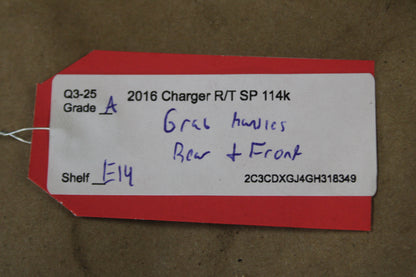 Q3-25
Grade A
2016 Charger R/T SP 114k
Grab handles
Rear + Front
Shelf E14
2C3CDXGJ4GH318349